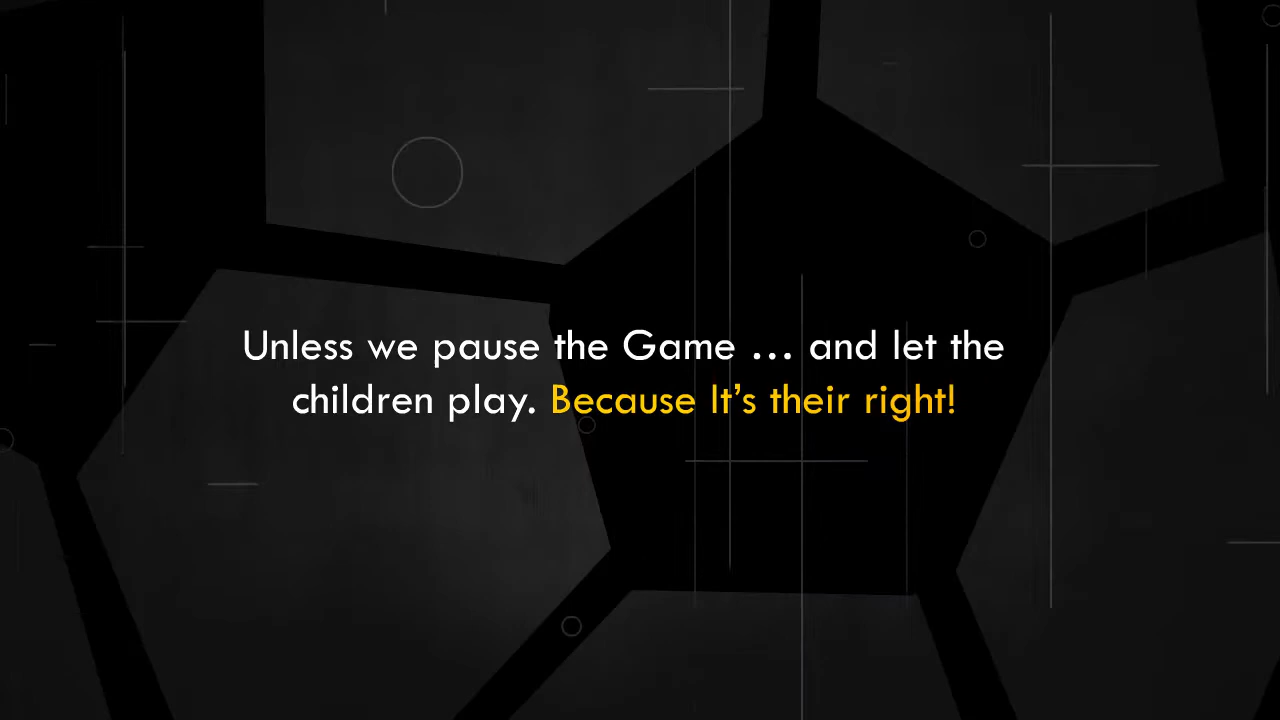 Unless we pause the Game … and let the
children play. Because It’s their right!